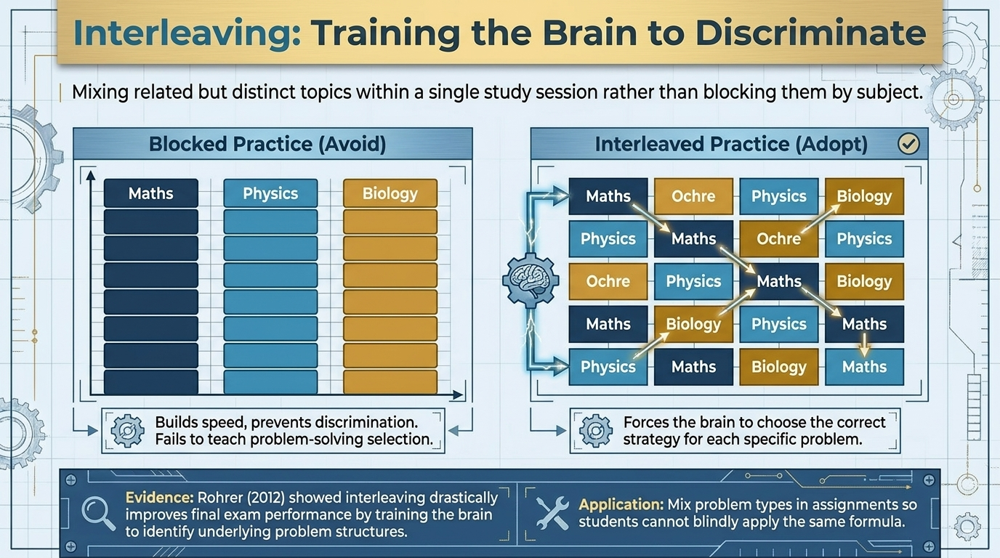 Interleaving: Training the Brain to Discriminate
Mixing related but distinct topics within a single study session rather than blocking them by subject.
Blocked Practice (Avoid)
Maths
Physics
Biology
Builds speed, prevents discrimination.
Fails to teach problem-solving selection.
Interleaved Practice (Adopt)
Maths Ochre Physics Biology
Physics Maths Ochre Physics
Ochre Physics Maths Biology
Maths Biology Physics Maths
Physics Maths Biology Maths
Forces the brain to choose the correct
strategy for each specific problem.
Evidence: Rohrer (2012) showed interleaving drastically
improves final exam performance by training the brain
to identify underlying problem structures.
Application: Mix problem types in assignments so
students cannot blindly apply the same formula.